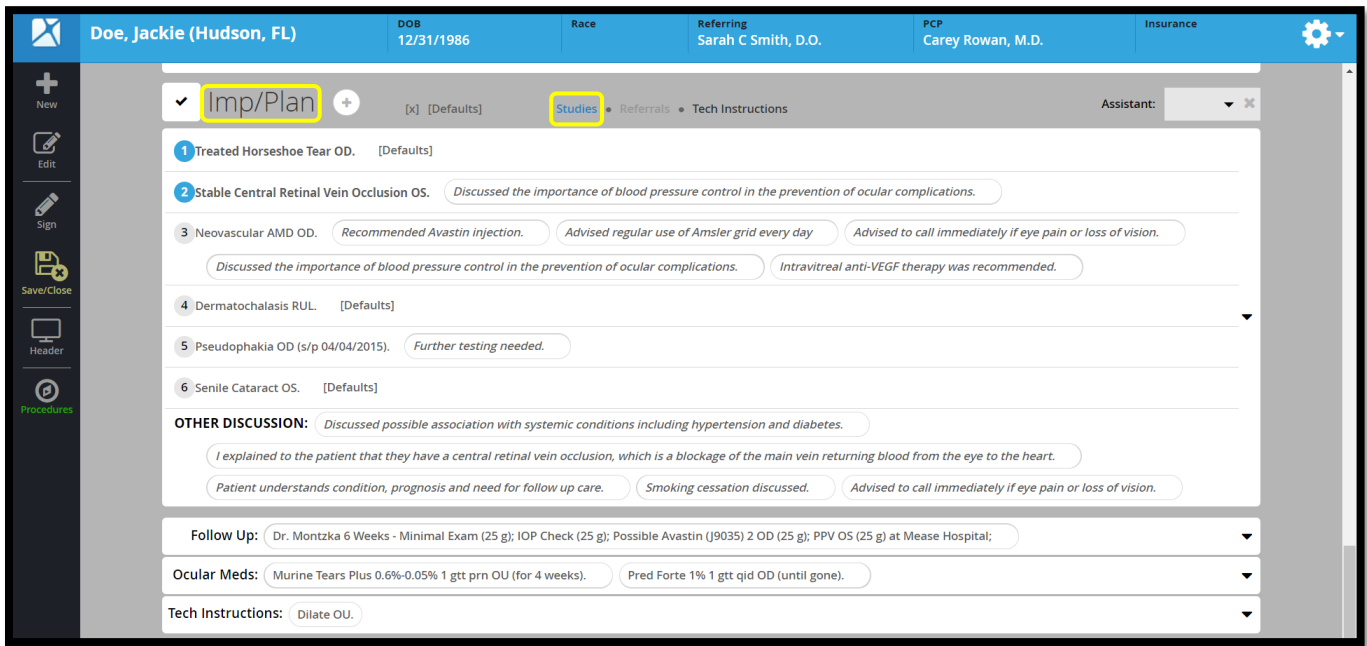 Doe, Jackie (Hudson, FL)
DOB
12/31/1986
Race
Referring
Sarah C Smith, D.O.
PCP
Carey Rowan, M.D.
Insurance
New
Edit
Sign
Save/Close
Header
Procedures
Imp/Plan [x] [Defaults] Studies • Referrals • Tech Instructions Assistant:
1 Treated Horseshoe Tear OD. [Defaults]
2 Stable Central Retinal Vein Occlusion OS. Discussed the importance of blood pressure control in the prevention of ocular complications.
3 Neovascular AMD OD. Recommended Avastin injection. Advised regular use of Amsler grid every day Advised to call immediately if eye pain or loss of vision.
Discussed the importance of blood pressure control in the prevention of ocular complications. Intravitreal anti-VEGF therapy was recommended.
4 Dermatochalasis RUL. [Defaults]
5 Pseudophakia OD (s/p 04/04/2015). Further testing needed.
6 Senile Cataract OS. [Defaults]
OTHER DISCUSSION: Discussed possible association with systemic conditions including hypertension and diabetes.
I explained to the patient that they have a central retinal vein occlusion, which is a blockage of the main vein returning blood from the eye to the heart.
Patient understands condition, prognosis and need for follow up care. Smoking cessation discussed. Advised to call immediately if eye pain or loss of vision.
Follow Up: Dr. Montzka 6 Weeks - Minimal Exam (25 g); IOP Check (25 g); Possible Avastin (J9035) 2 OD (25 g); PPV OS (25 g) at Mease Hospital;
Ocular Meds: Murine Tears Plus 0.6%-0.05% 1 gtt prn OU (for 4 weeks). Pred Forte 1% 1 gtt qid OD (until gone).
Tech Instructions: Dilate OU.